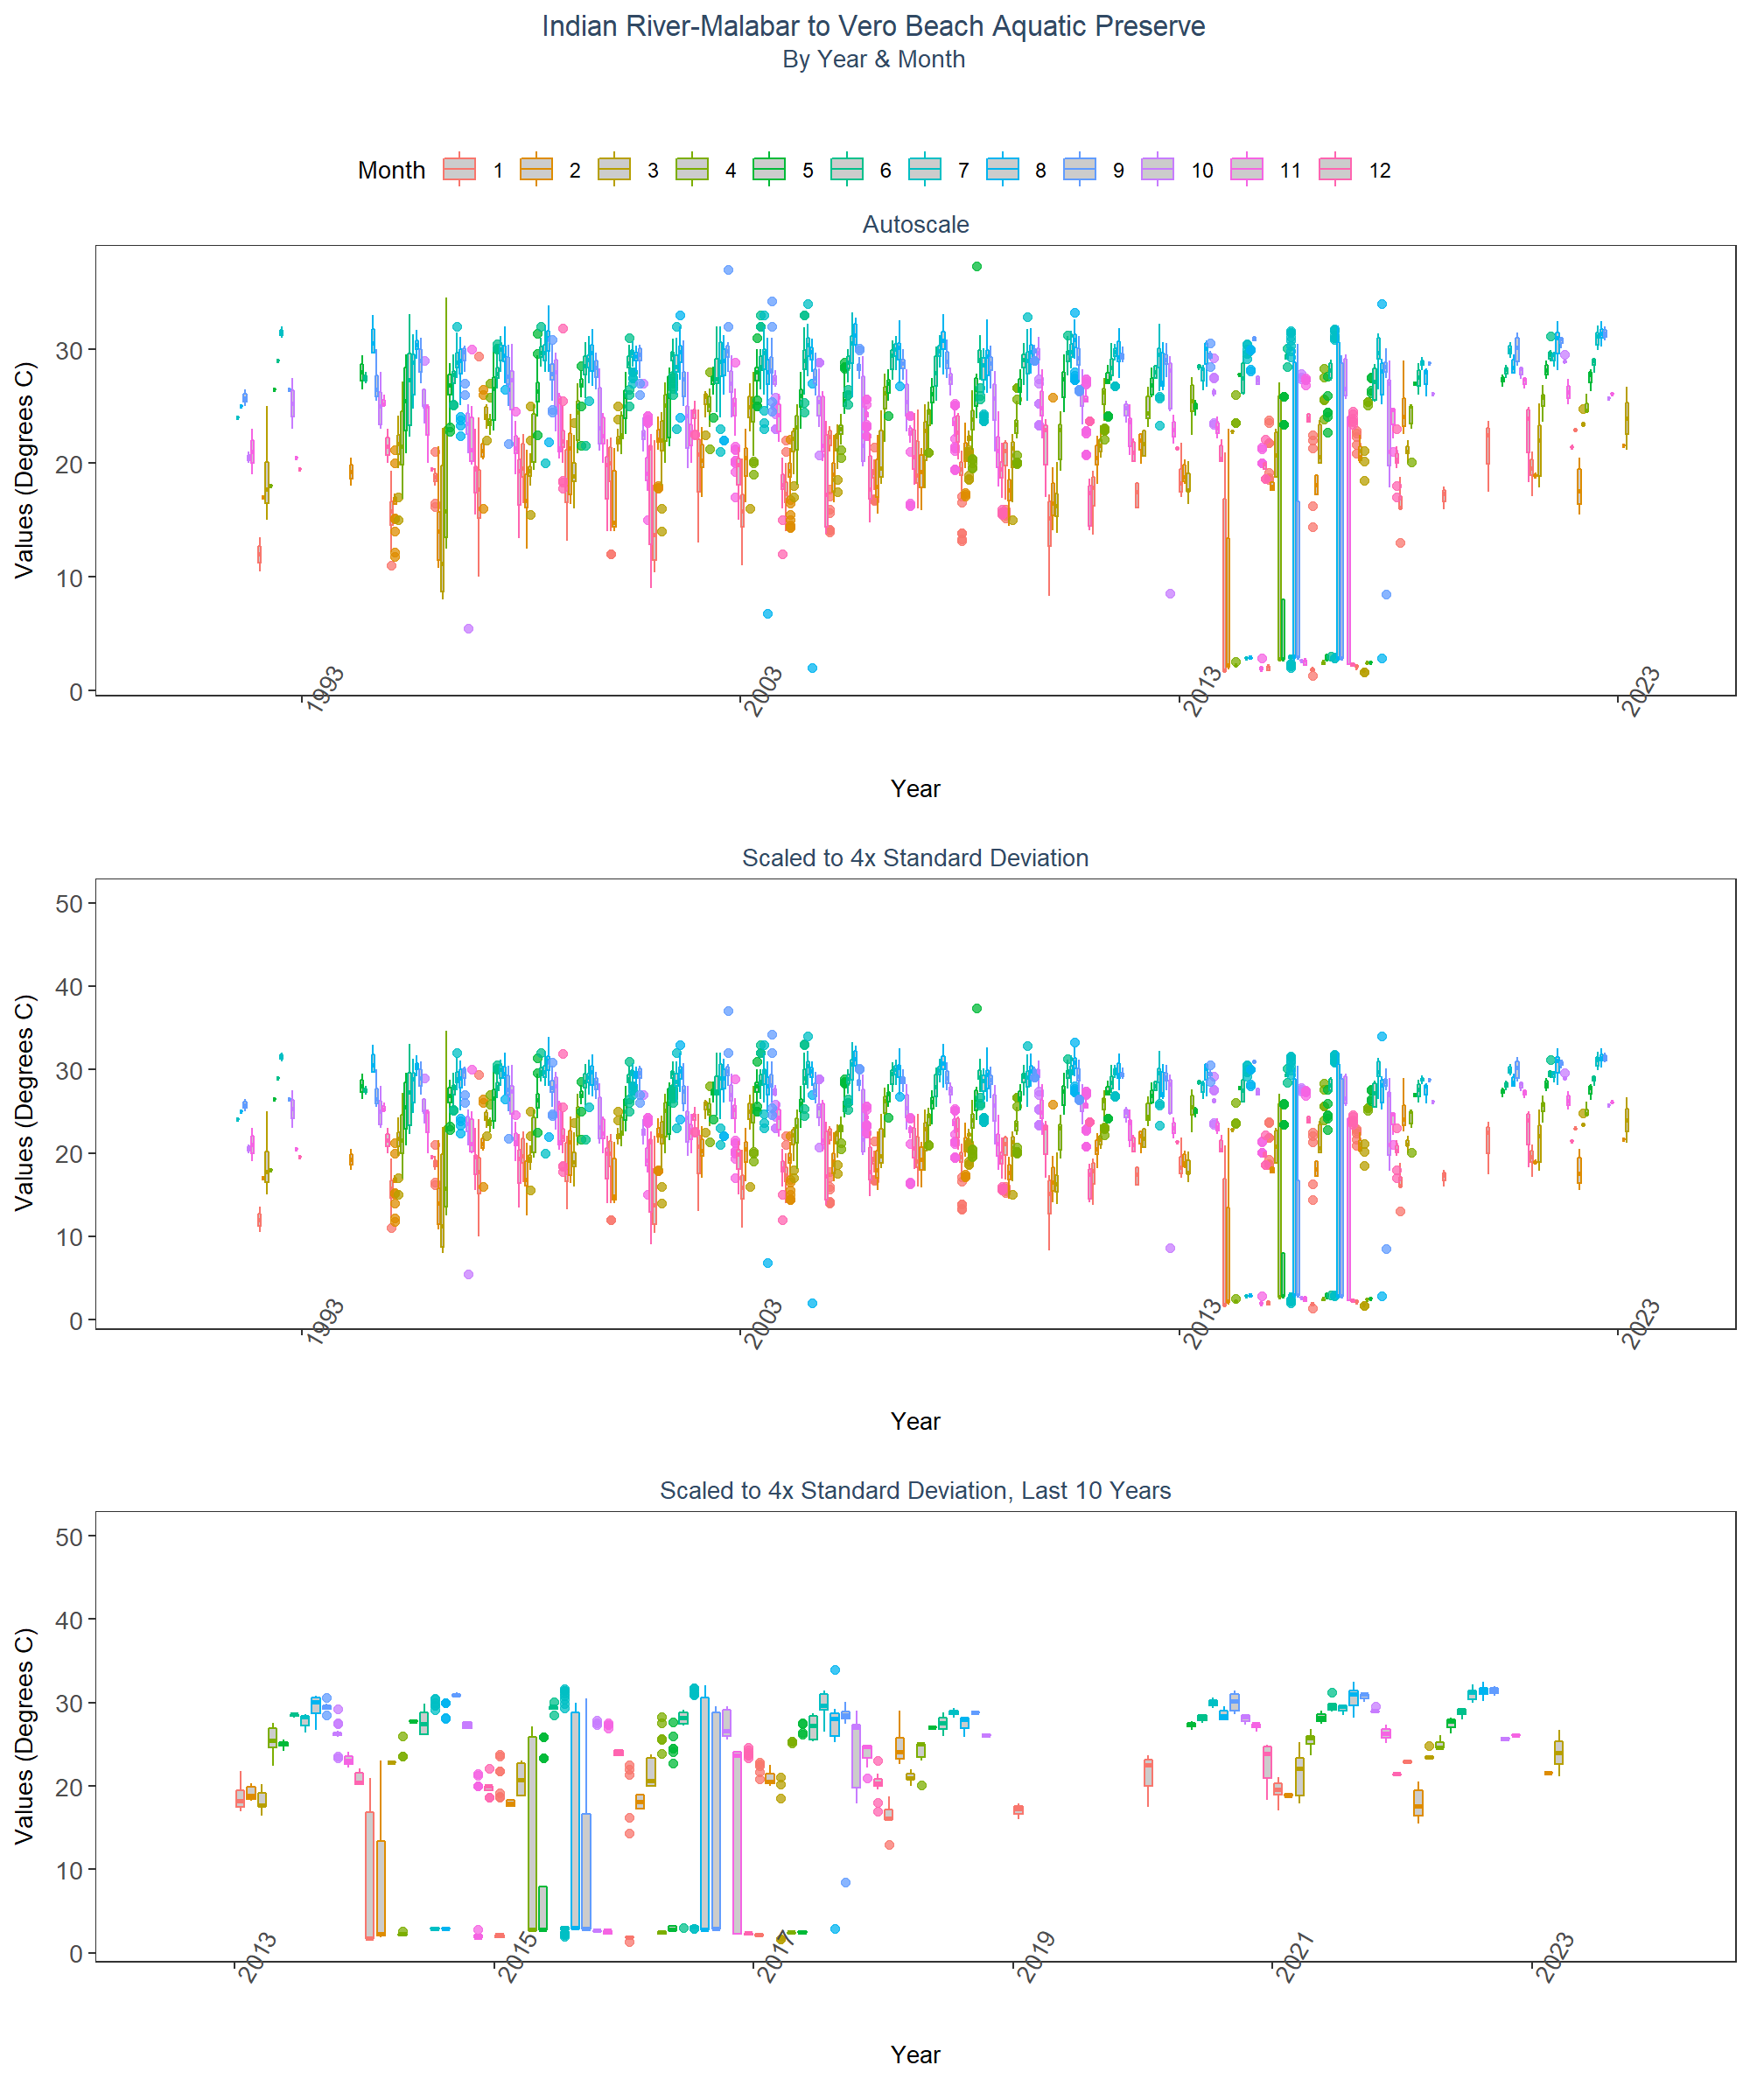 Indian River-Malabar to Vero Beach Aquatic Preserve
By Year & Month
Month 1 2 3 4 5 6 7 8 9 10 11 12
Autoscale
Values (Degrees C)
30
20
10
0
1993 2003 2013 2023
Year
Scaled to 4x Standard Deviation
Values (Degrees C)
50
40
30
20
10
0
1993 2003 2013 2023
Year
Scaled to 4x Standard Deviation, Last 10 Years
Values (Degrees C)
50
40
30
20
10
0
2013 2015 2017 2019 2021 2023
Year